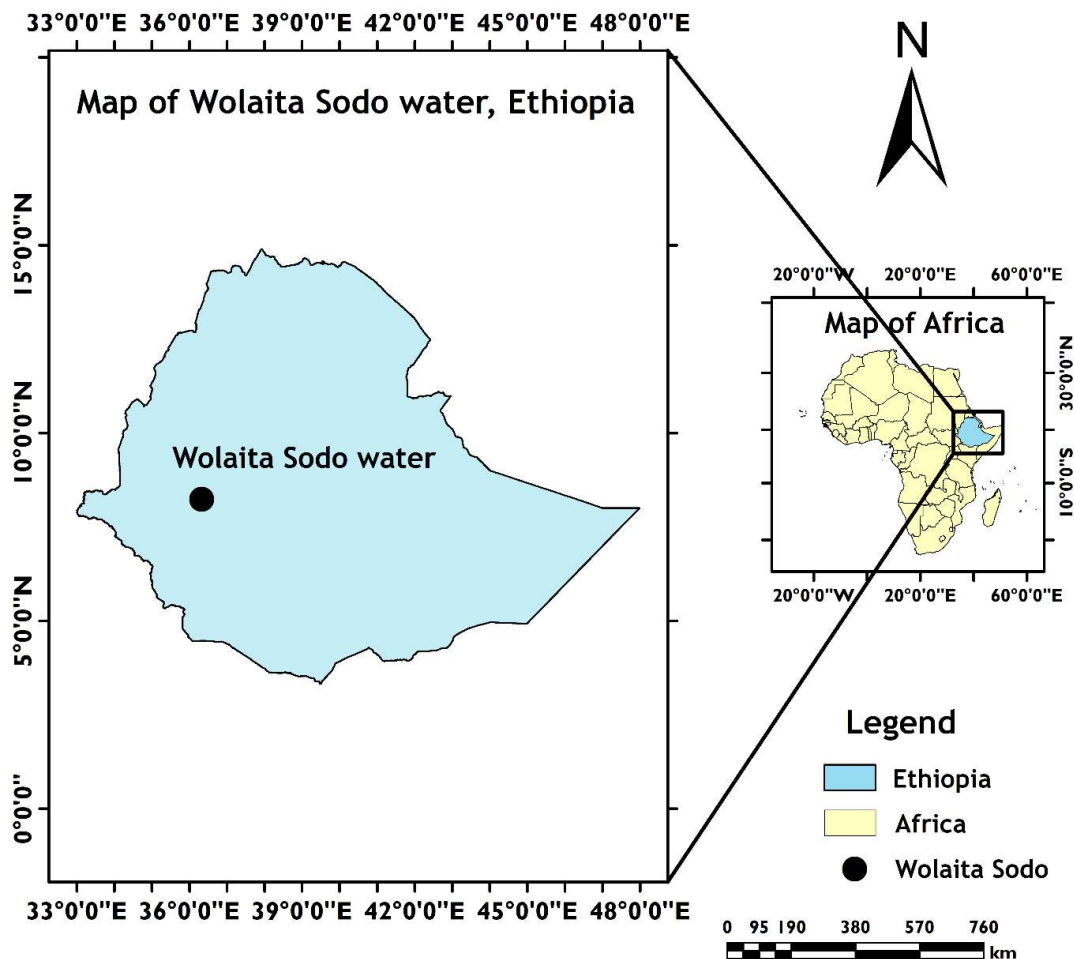 33°0'0"E 36°0'0"E 39°0'0"E 42°0'0"E 45°0'0"E 48°0'0"E
Map of Wolaita Sodo water, Ethiopia
15°0'0"N
10°0'0"N
5°0'0"N
0°0'0"
Wolaita Sodo water
33°0'0"E 36°0'0"E 39°0'0"E 42°0'0"E 45°0'0"E 48°0'0"E
N
20°0'0"W 20°0'0"E 60°0'0"E
Map of Africa
30°0'0"N
10°0'0"S
20°0'0"W 20°0'0"E 60°0'0"E
Legend
Ethiopia
Africa
Wolaita Sodo
0 95 190 380 570 760
km